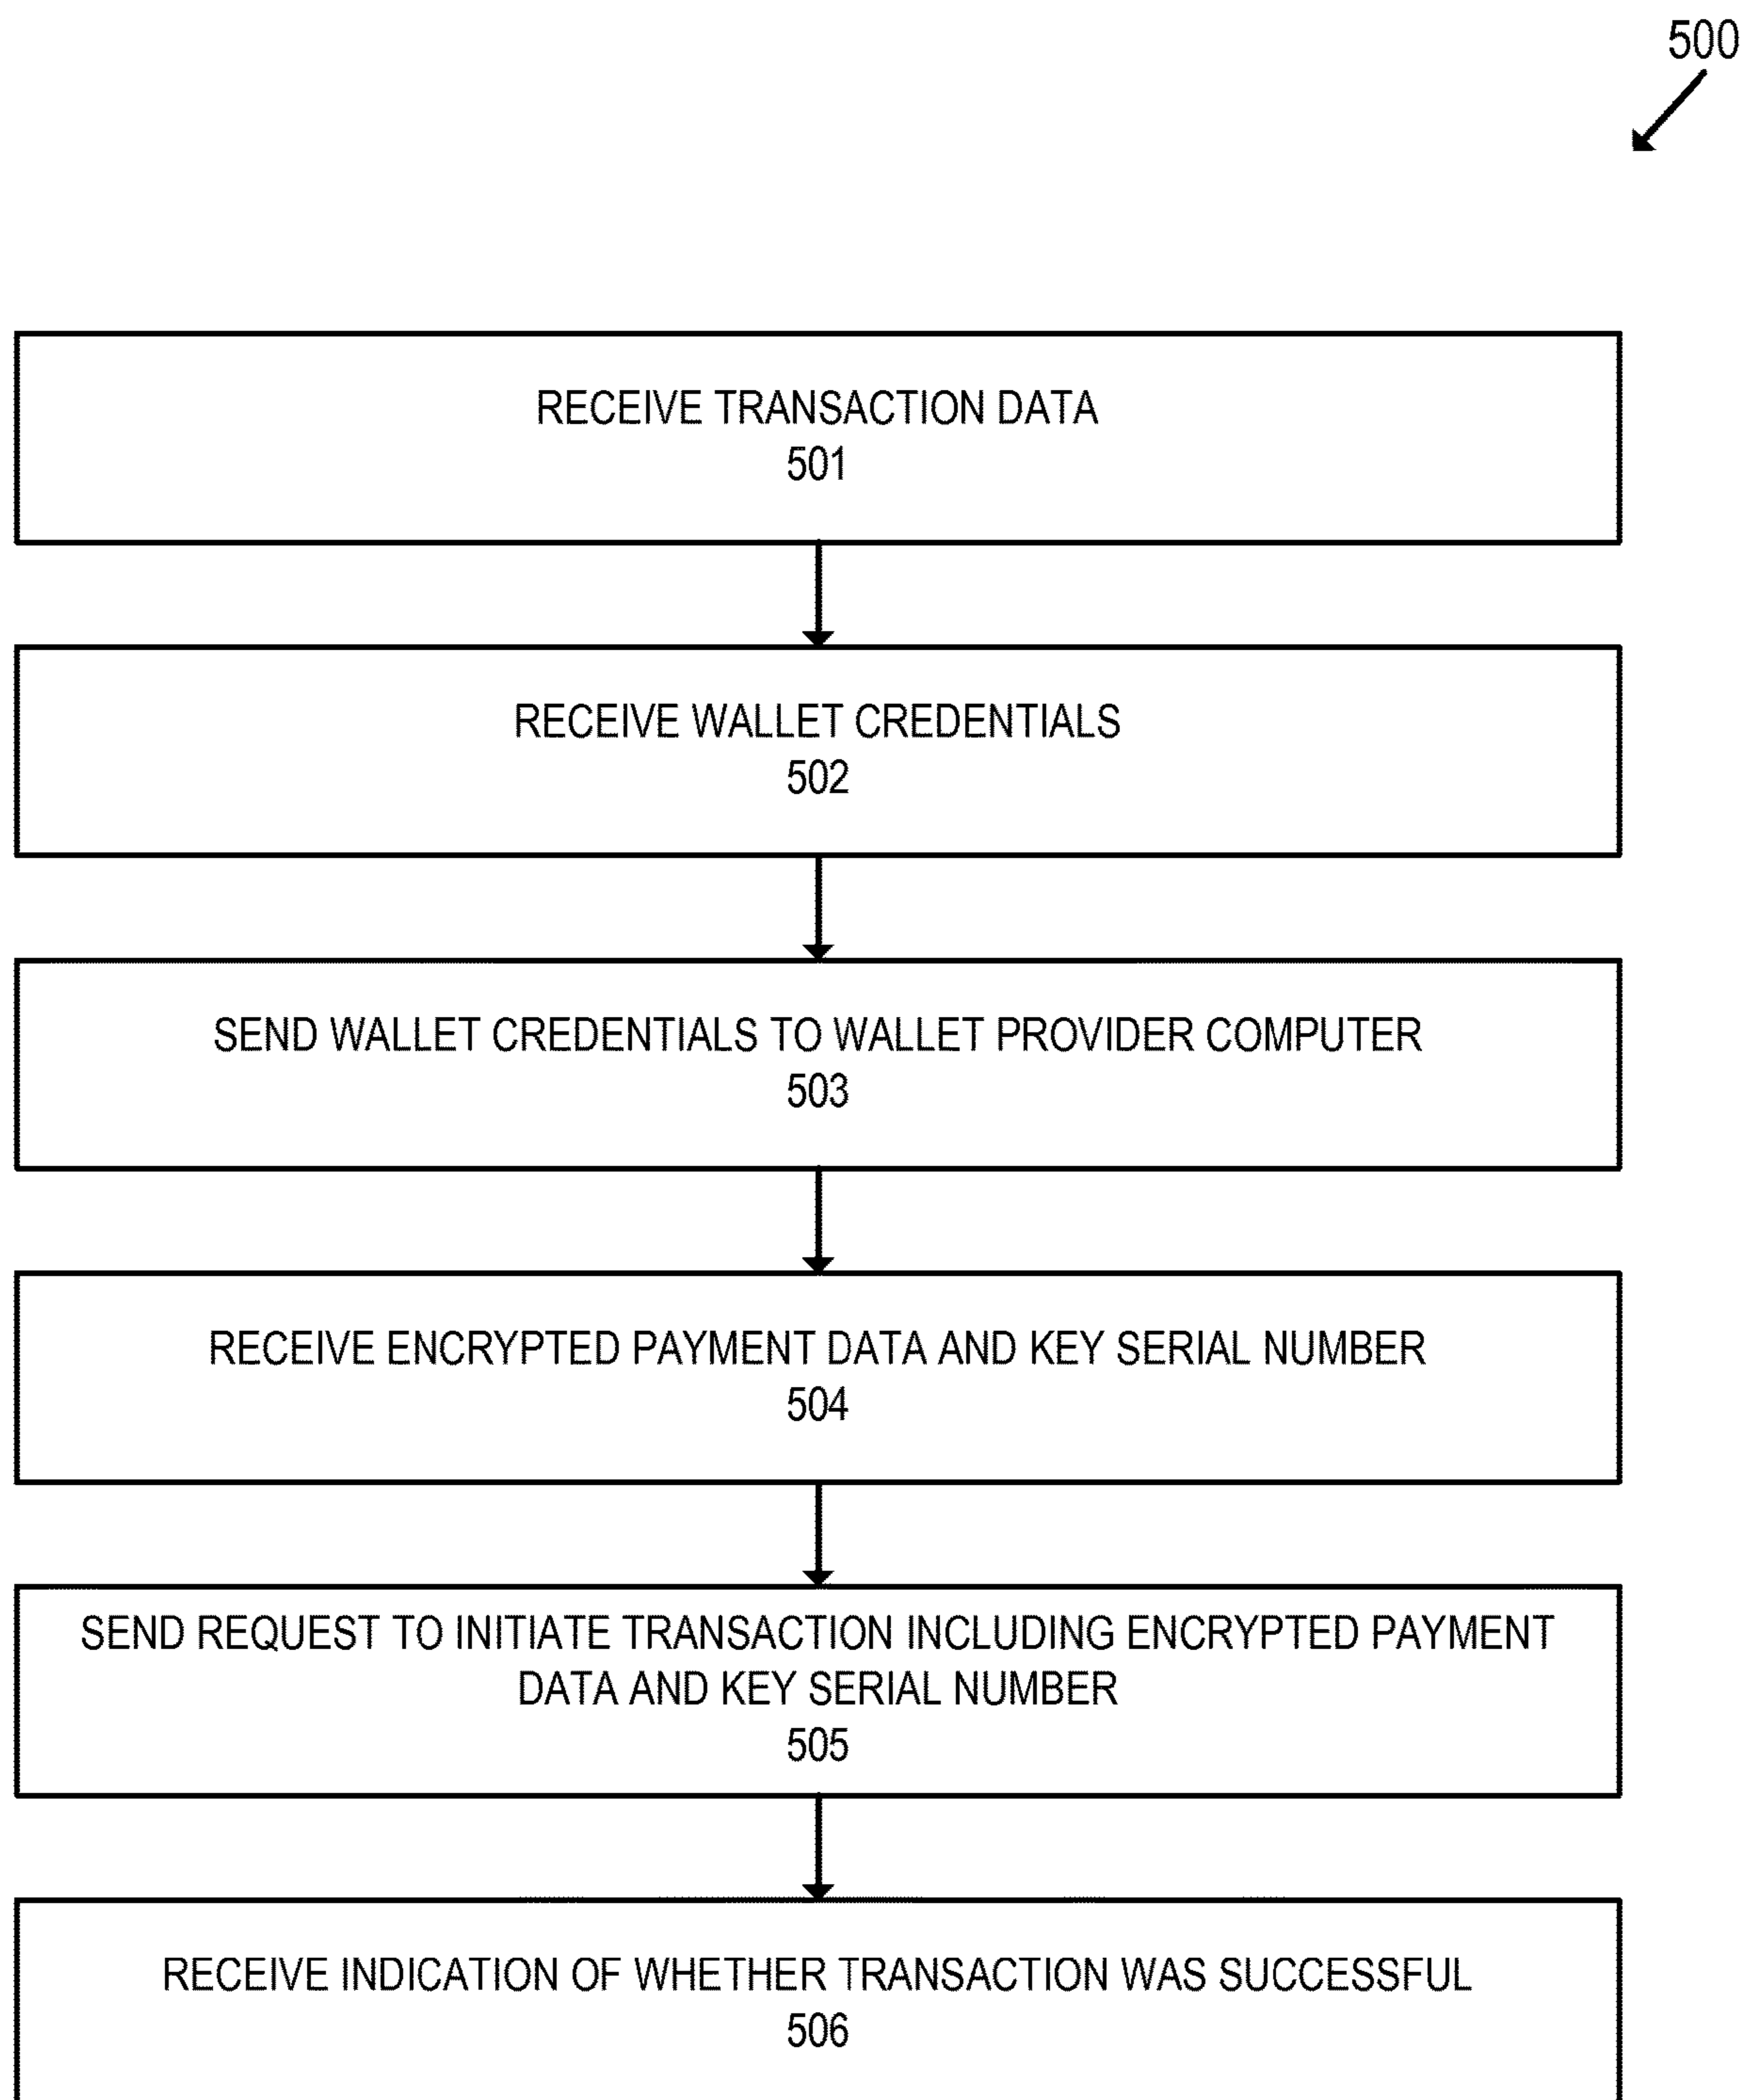 500
RECEIVE TRANSACTION DATA
501
RECEIVE WALLET CREDENTIALS
502
SEND WALLET CREDENTIALS TO WALLET PROVIDER COMPUTER
503
RECEIVE ENCRYPTED PAYMENT DATA AND KEY SERIAL NUMBER
504
SEND REQUEST TO INITIATE TRANSACTION INCLUDING ENCRYPTED PAYMENT
DATA AND KEY SERIAL NUMBER
505
RECEIVE INDICATION OF WHETHER TRANSACTION WAS SUCCESSFUL
506